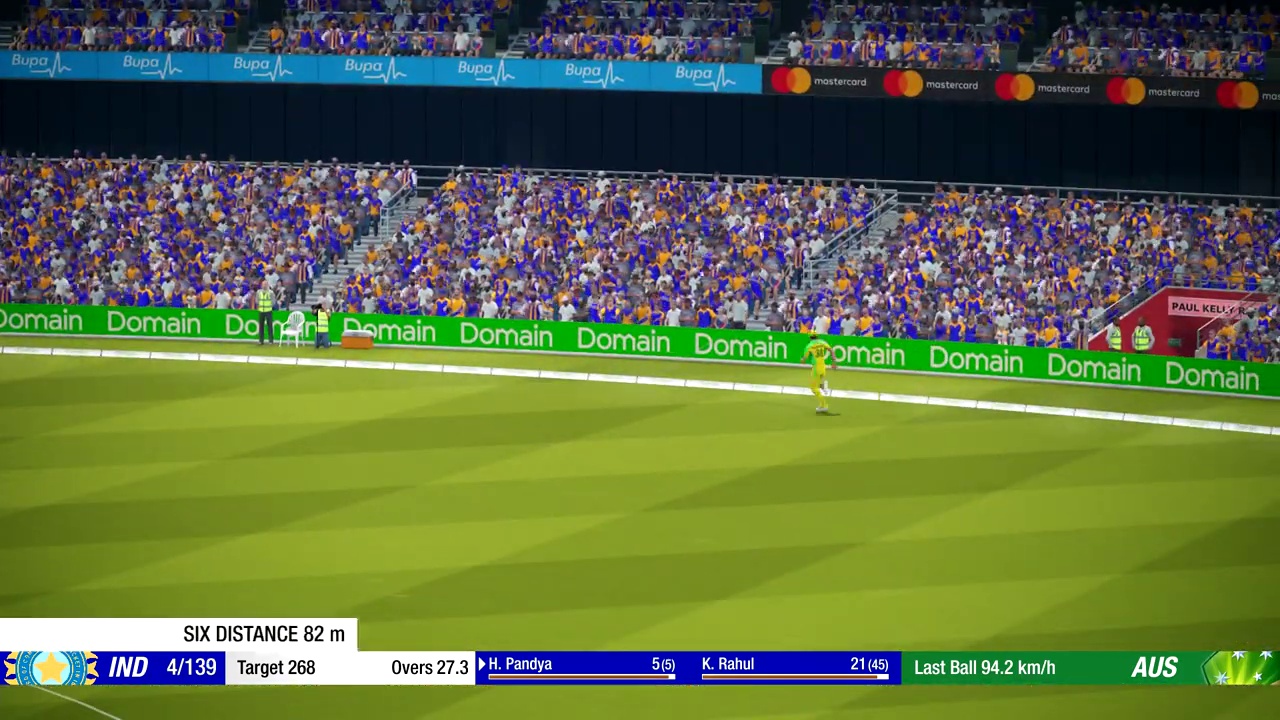 Bupa Bupa Bupa Bupa Bupa Bupa Bupa mastercard mastercard mastercard mastercard
PAUL KELLY
Domain Domain Do Domain Domain Domain Domain omain Domain Domain Domain
SIX DISTANCE 82 m
IND 4/139 Target 268 Overs 27.3 H. Pandya 5 (5) K. Rahul 21 (45) Last Ball 94.2 km/h AUS